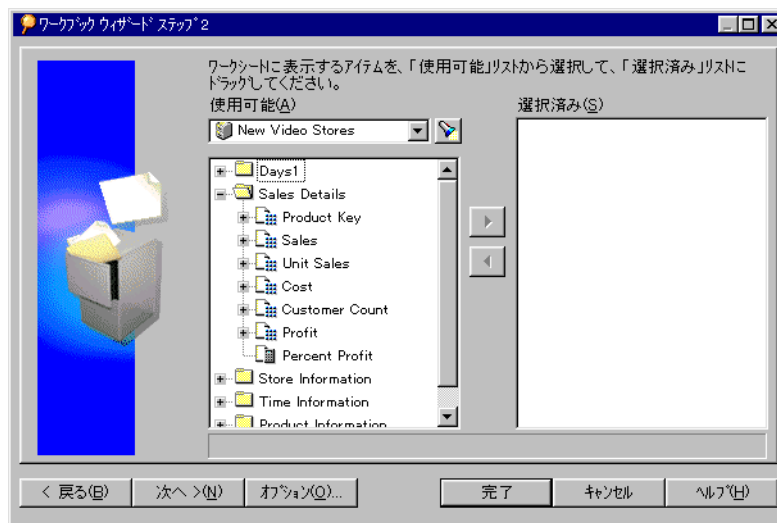 ワークブック ウィザード ステップ2
ワークシートに表示するアイテムを、「使用可能」リストから選択して、「選択済み」リストに
ドラッグしてください。
使用可能(A)
選択済み(S)
New Video Stores
Days1
Sales Details
Product Key
Sales
Unit Sales
Cost
Customer Count
Profit
Percent Profit
Store Information
Time Information
Product Information
< 戻る(B)
次へ >(N)
オプション(O)...
完了
キャンセル
ヘルプ(H)